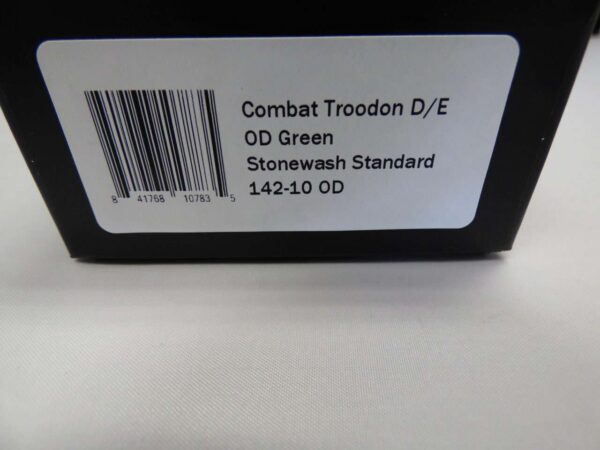 Combat Troodon D/E
OD Green
Stonewash Standard
142-10 OD
8 41768 10783 5